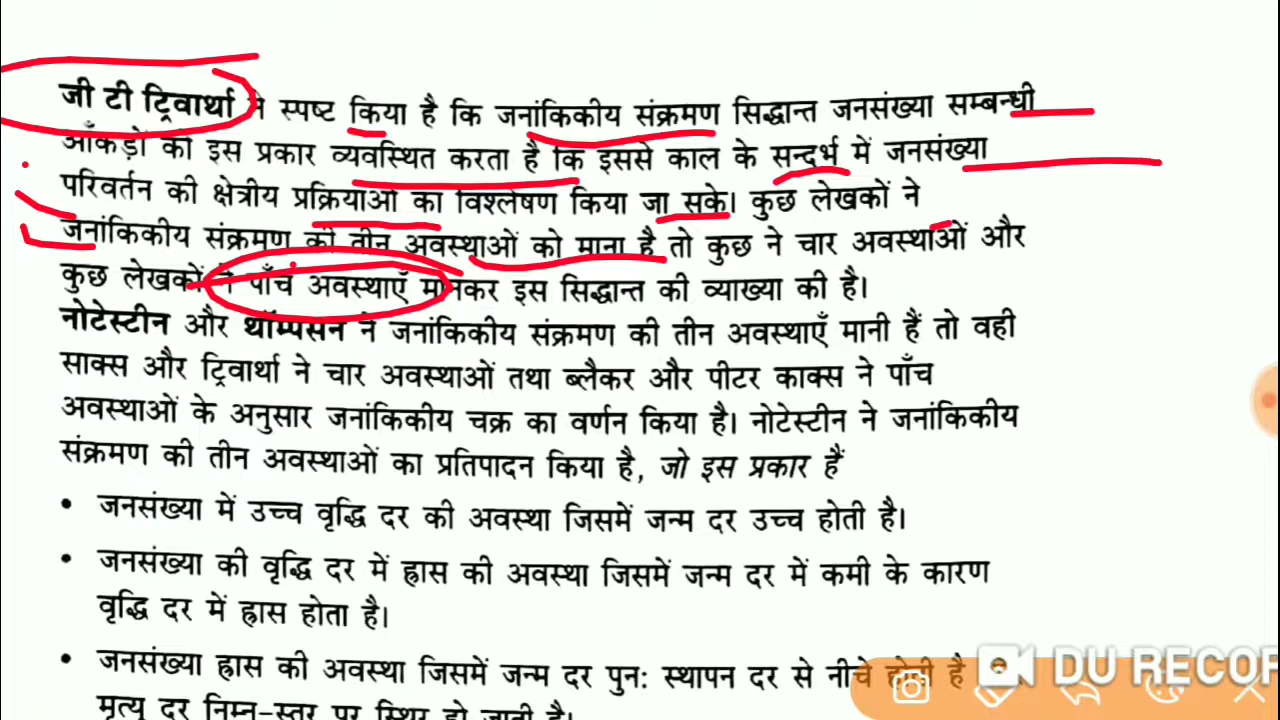 जी टी ट्रिवार्था ने स्पष्ट किया है कि जनांकिकीय संक्रमण सिद्धान्त जनसंख्या सम्बन्धी
आँकड़ों को इस प्रकार व्यवस्थित करता है कि इससे काल के सन्दर्भ में जनसंख्या
परिवर्तन की क्षेत्रीय प्रक्रियाओं का विश्लेषण किया जा सके। कुछ लेखकों ने
जनांकिकीय संक्रमण की तीन अवस्थाओं को माना है तो कुछ ने चार अवस्थाओं और
कुछ लेखकों ने पाँच अवस्थाएँ मानकर इस सिद्धान्त की व्याख्या की है।
नोटेस्टीन और थॉम्पसन ने जनांकिकीय संक्रमण की तीन अवस्थाएँ मानी हैं तो वही
साक्स और ट्रिवार्था ने चार अवस्थाओं तथा ब्लैकर और पीटर काक्स ने पाँच
अवस्थाओं के अनुसार जनांकिकीय चक्र का वर्णन किया है। नोटेस्टीन ने जनांकिकीय
संक्रमण की तीन अवस्थाओं का प्रतिपादन किया है, जो इस प्रकार हैं
• जनसंख्या में उच्च वृद्धि दर की अवस्था जिसमें जन्म दर उच्च होती है।
• जनसंख्या की वृद्धि दर में ह्रास की अवस्था जिसमें जन्म दर में कमी के कारण
वृद्धि दर में ह्रास होता है।
• जनसंख्या ह्रास की अवस्था जिसमें जन्म दर पुन: स्थापन दर से नीचे होती है
मृत्यु दर निम्न-स्तर पर स्थिर हो जाती है।
DU RECOR